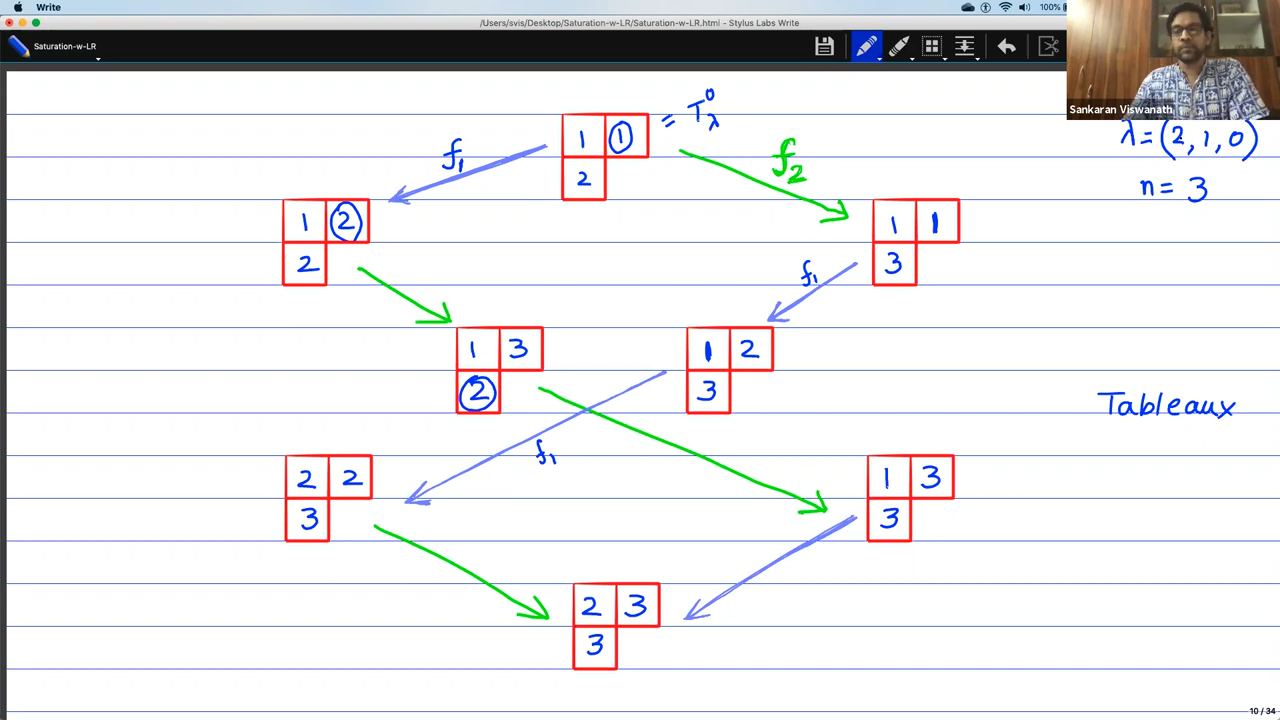 Write
100%
/Users/svis/Desktop/Saturation-w-LR/Saturation-w-LR.html - Stylus Labs Write
Saturation-w-LR
Sankaran Viswanath
1 1 = T⁰_λ
2
λ = (2, 1, 0)
n = 3
f₁
f₂
1 2
2
1 1
3
f₁
1 3
2
1 2
3
Tableaux
f₁
2 2
3
1 3
3
2 3
3
10 / 34